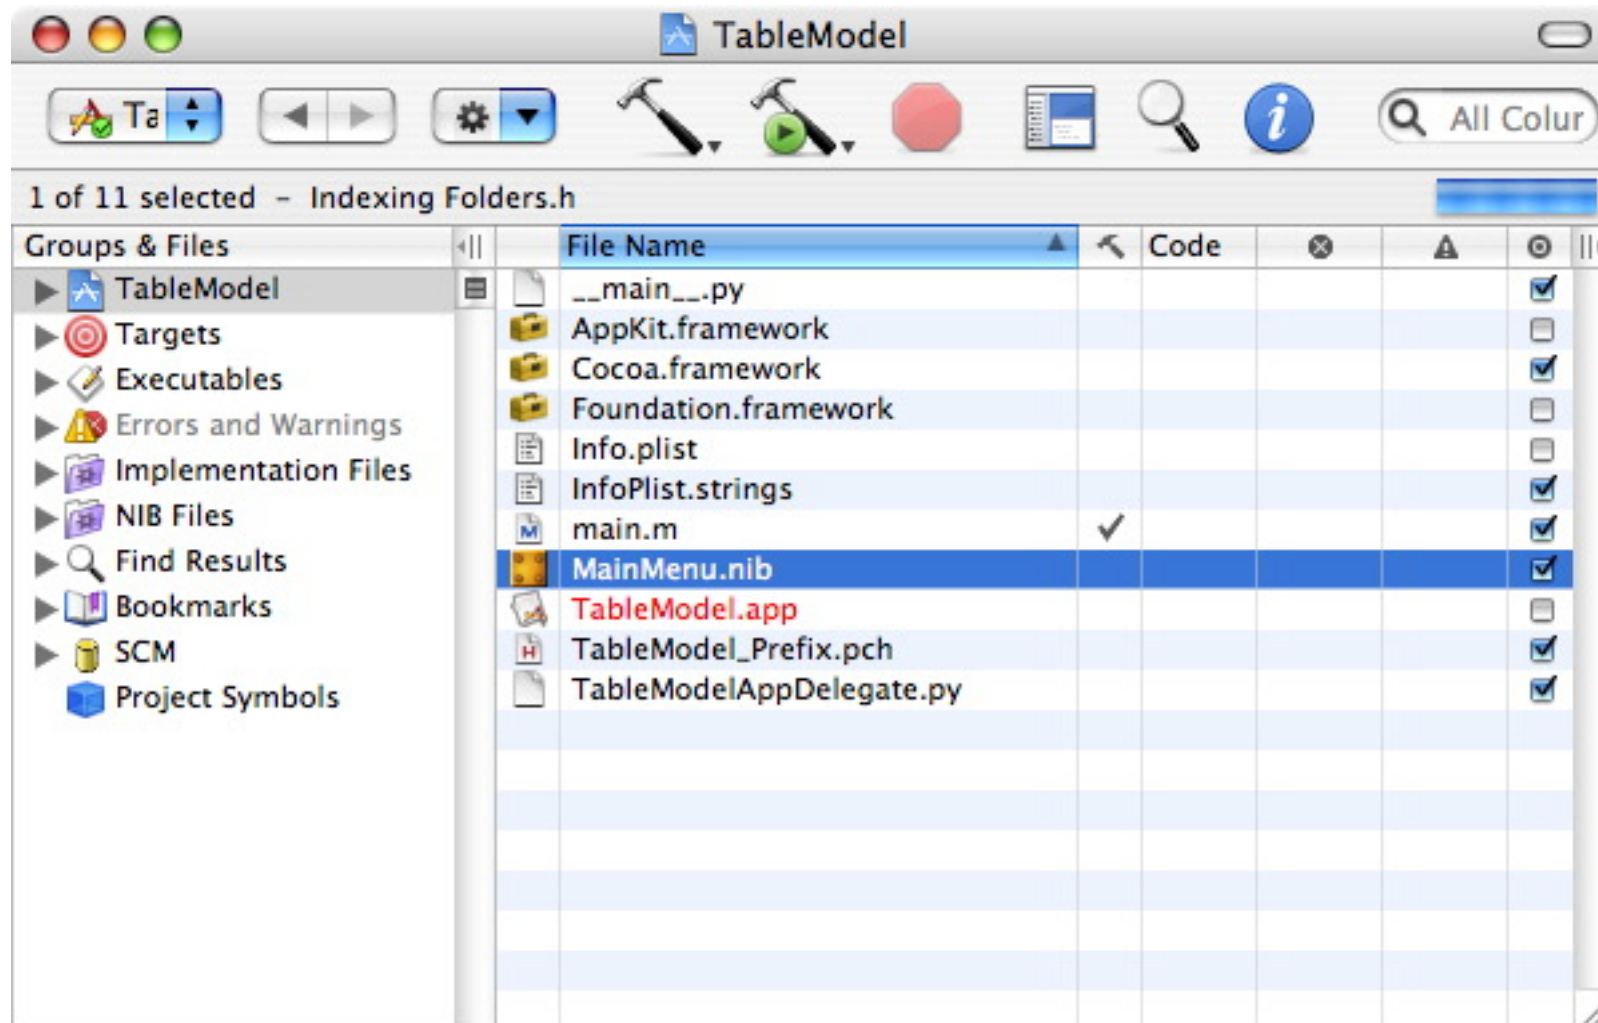 TableModel
Ta
All Colur
1 of 11 selected – Indexing Folders.h
Groups & Files
TableModel
Targets
Executables
Errors and Warnings
Implementation Files
NIB Files
Find Results
Bookmarks
SCM
Project Symbols
File Name
Code
__main__.py
AppKit.framework
Cocoa.framework
Foundation.framework
Info.plist
InfoPlist.strings
main.m
MainMenu.nib
TableModel.app
TableModel_Prefix.pch
TableModelAppDelegate.py